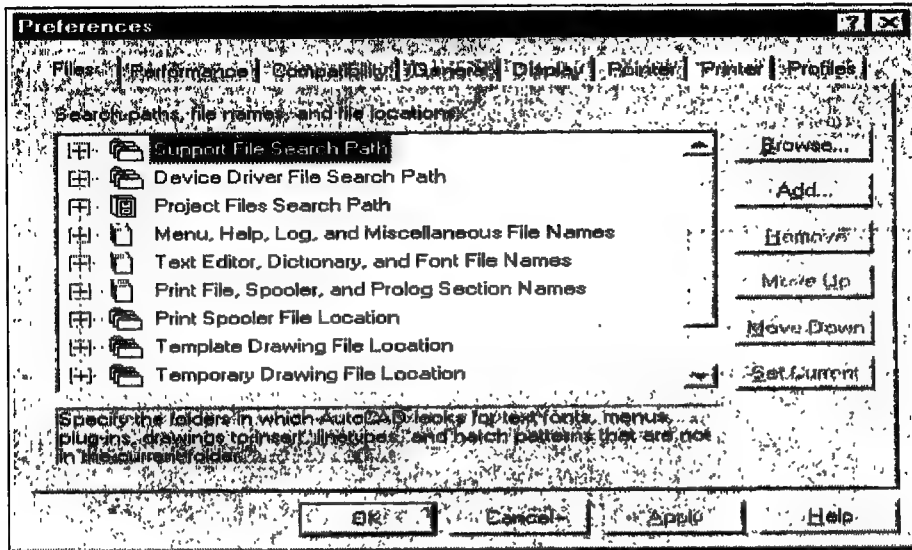 Preferences
Files Performance Compatibility General Display Pointer Printer Profiles
Search paths, file names, and file locations:
Support File Search Path
Device Driver File Search Path
Project Files Search Path
Menu, Help, Log, and Miscellaneous File Names
Text Editor, Dictionary, and Font File Names
Print File, Spooler, and Prolog Section Names
Print Spooler File Location
Template Drawing File Location
Temporary Drawing File Location
Browse...
Add...
Remove
Move Up
Move Down
Set Current
Specify the folders in which AutoCAD looks for text fonts, menus,
plug-ins, drawings to insert, linetypes, and hatch patterns that are not
in the current folder.
OK Cancel Apply Help